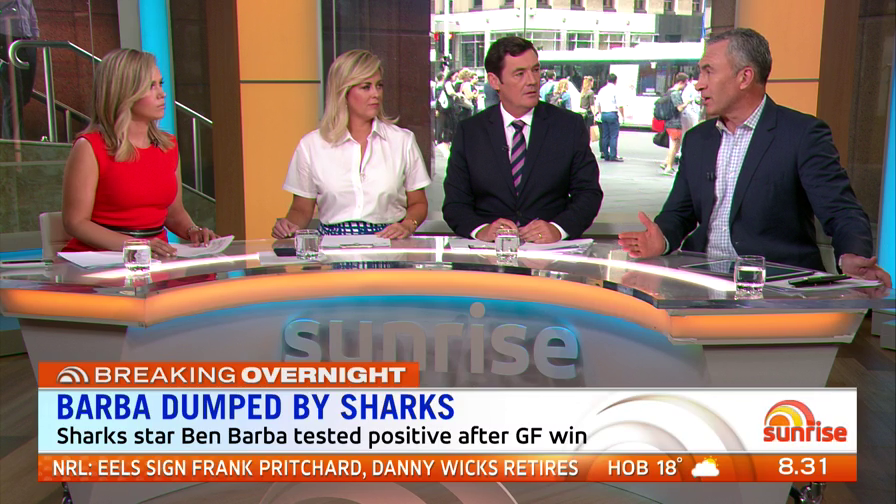 sunrise
BREAKING OVERNIGHT
BARBA DUMPED BY SHARKS
Sharks star Ben Barba tested positive after GF win
sunrise
NRL: EELS SIGN FRANK PRITCHARD, DANNY WICKS RETIRES HOB 18° 8.31